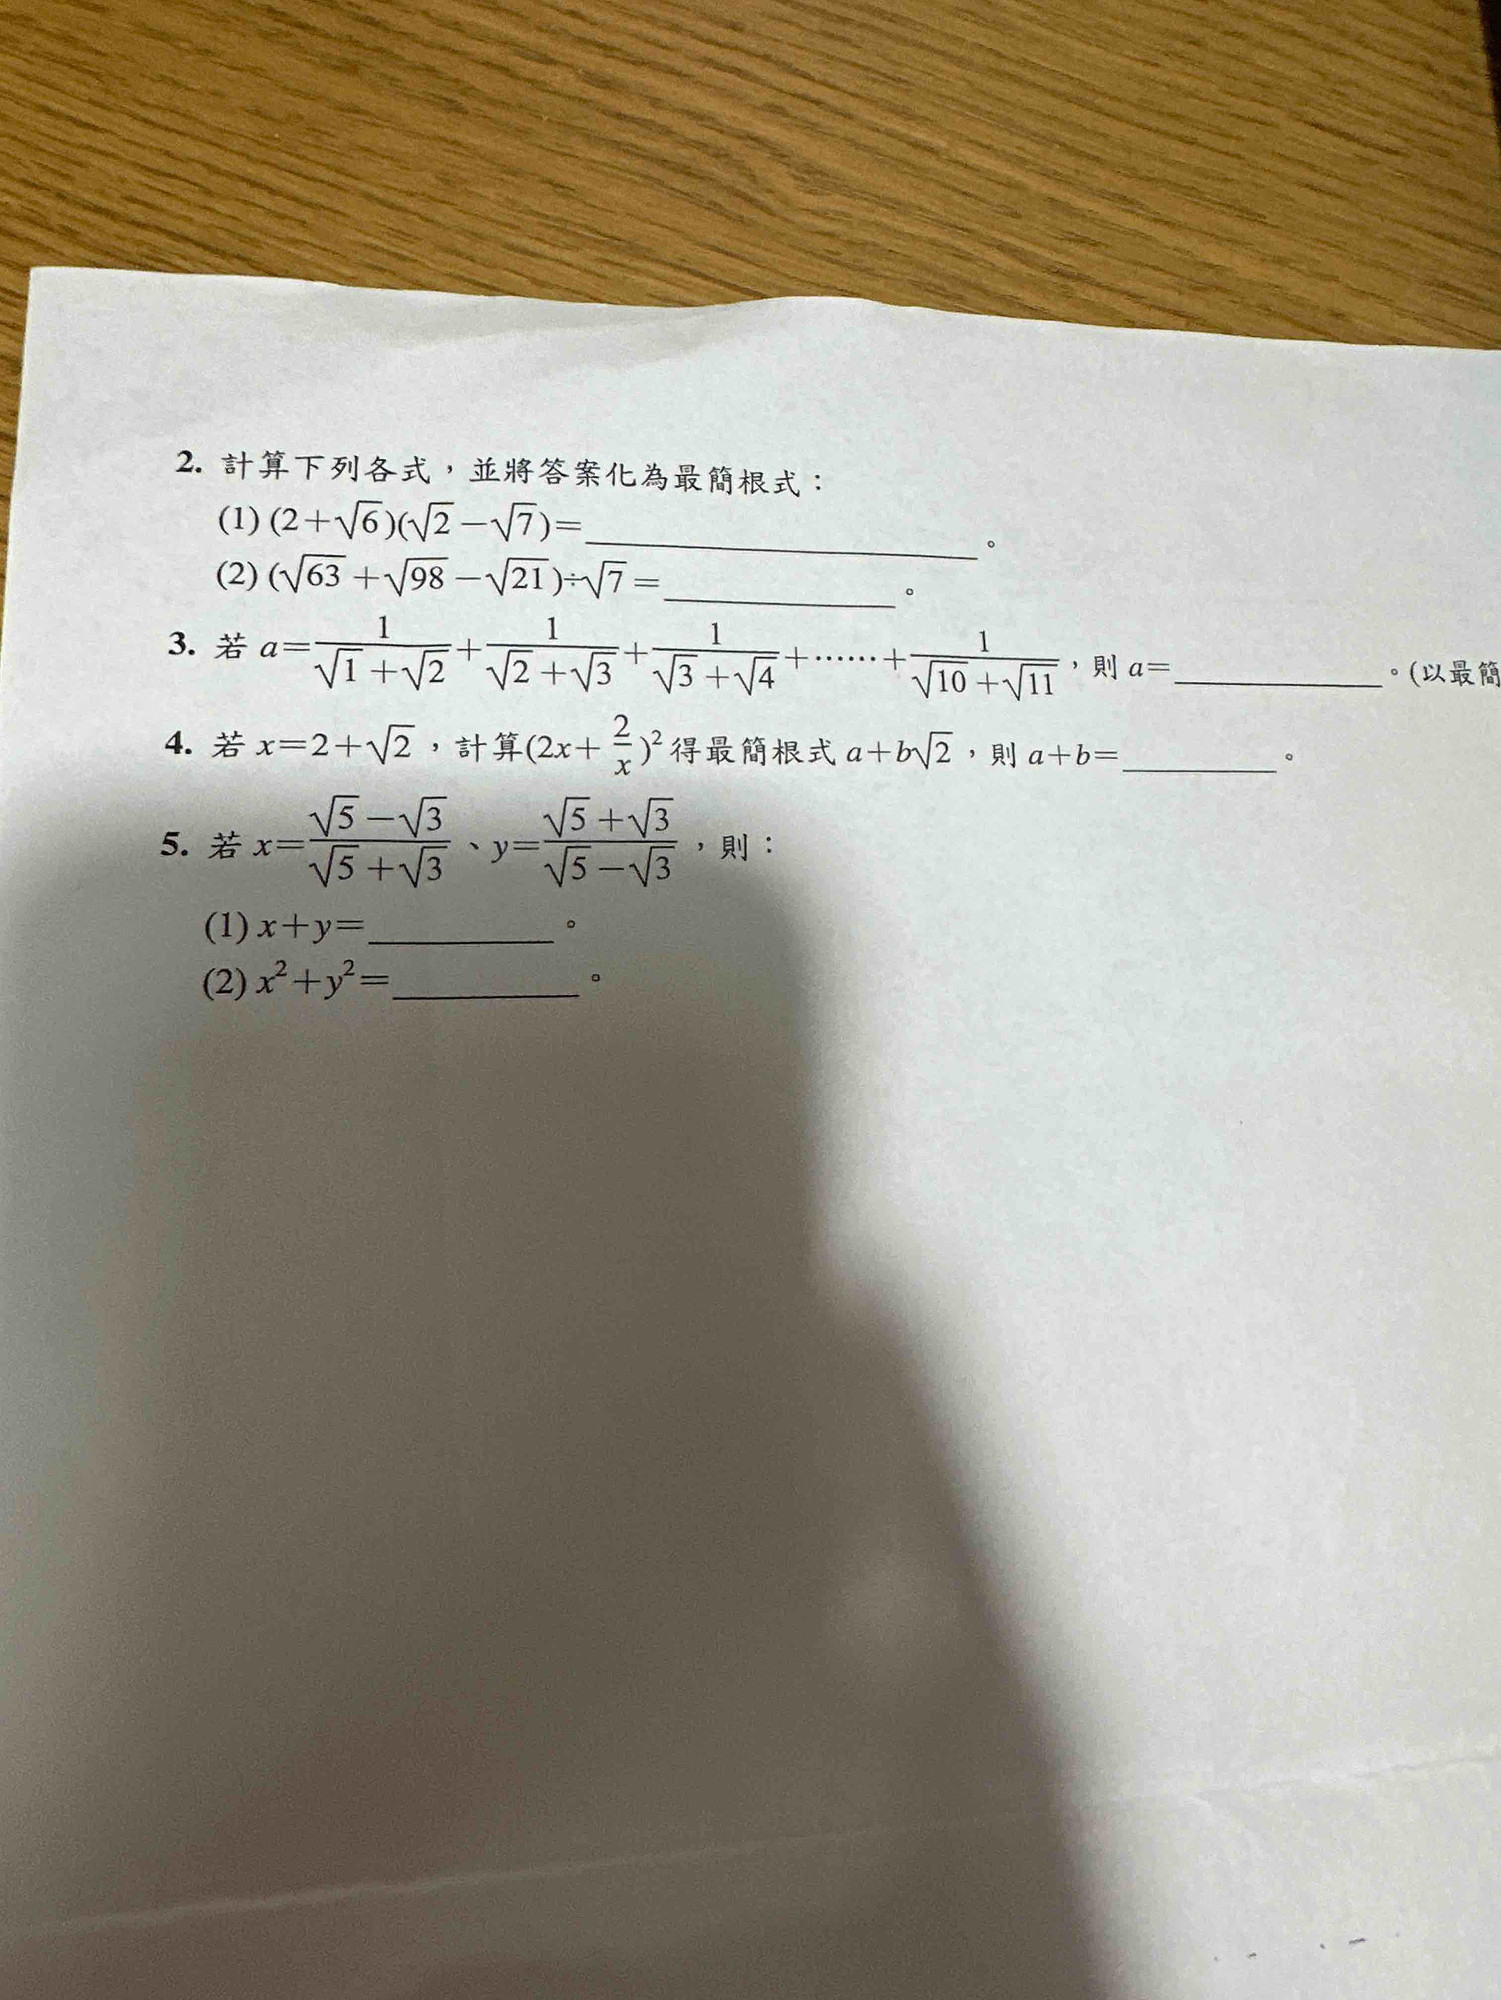 2. 計算下列各式，並將答案化為最簡根式：
(1) (2+√6)(√2−√7)=＿＿＿＿＿＿＿＿。
(2) (√63+√98−√21)÷√7=＿＿＿＿＿。
3. 若 a=1/(√1+√2)+1/(√2+√3)+1/(√3+√4)+……+1/(√10+√11)，則 a=＿＿＿＿＿。(以最簡
4. 若 x=2+√2，計算(2x+2/x)²得最簡根式 a+b√2，則 a+b=＿＿＿＿。
5. 若 x=(√5−√3)/(√5+√3)、y=(√5+√3)/(√5−√3)，則：
(1) x+y=＿＿＿＿。
(2) x²+y²=＿＿＿＿。